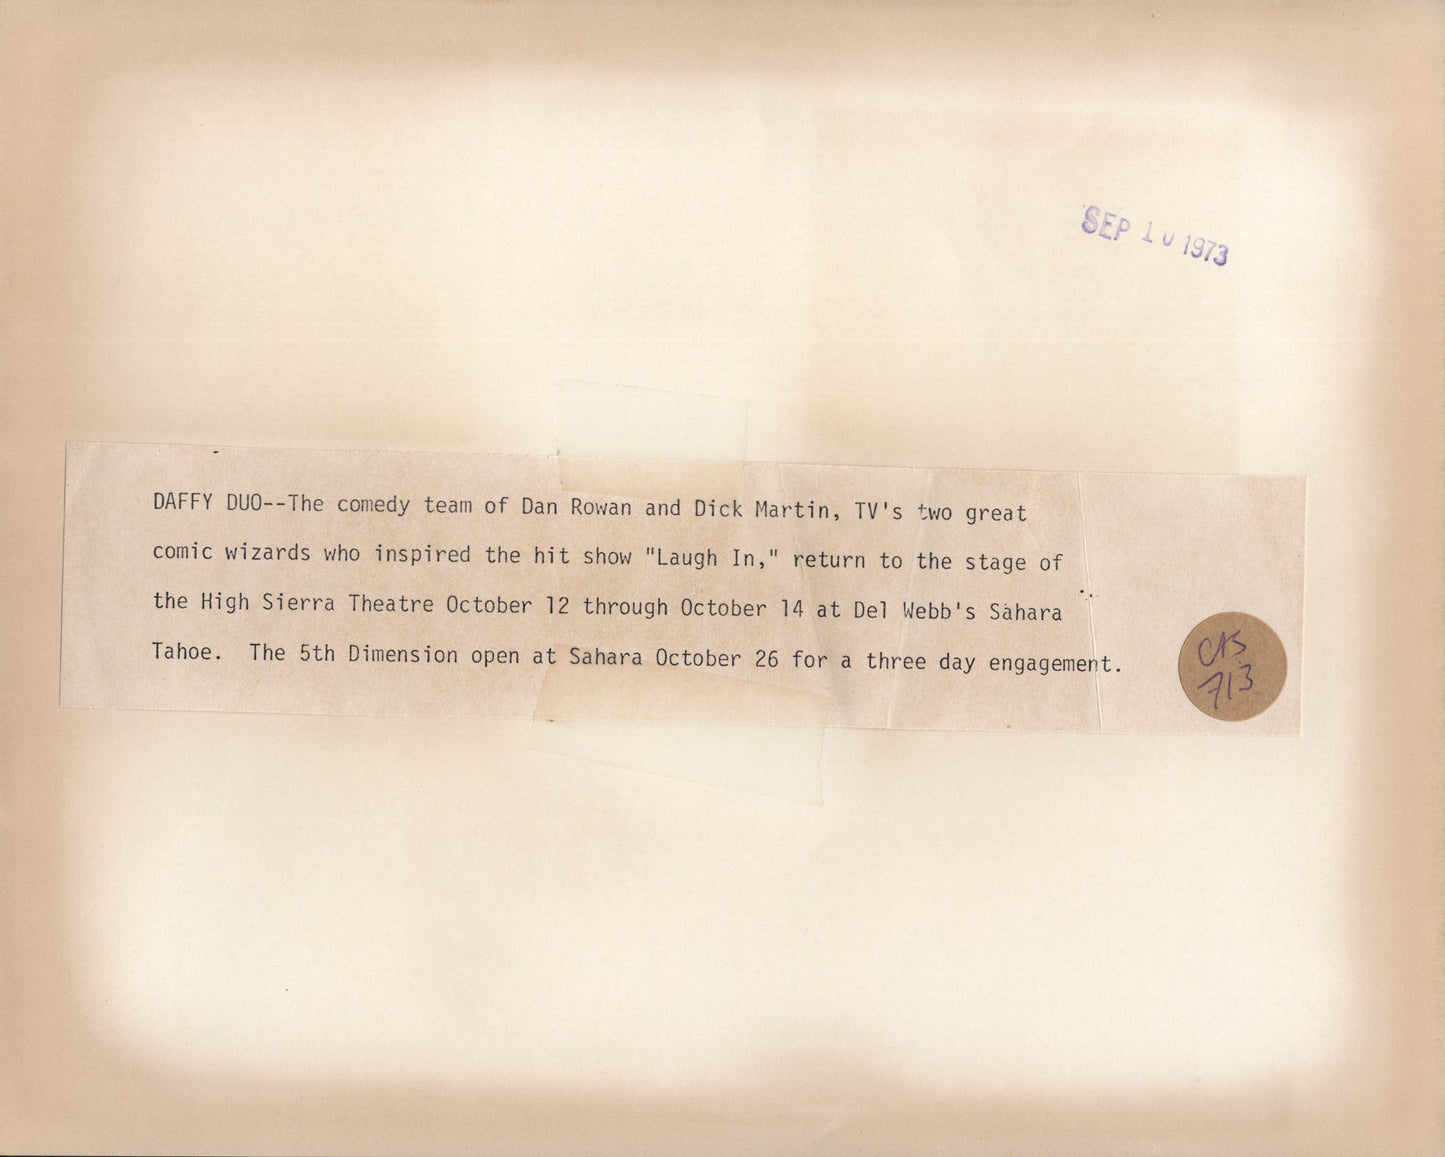 SEP 10 1973
DAFFY DUO--The comedy team of Dan Rowan and Dick Martin, TV's two great
comic wizards who inspired the hit show "Laugh In," return to the stage of
the High Sierra Theatre October 12 through October 14 at Del Webb's Sahara
Tahoe.  The 5th Dimension open at Sahara October 26 for a three day engagement.
713